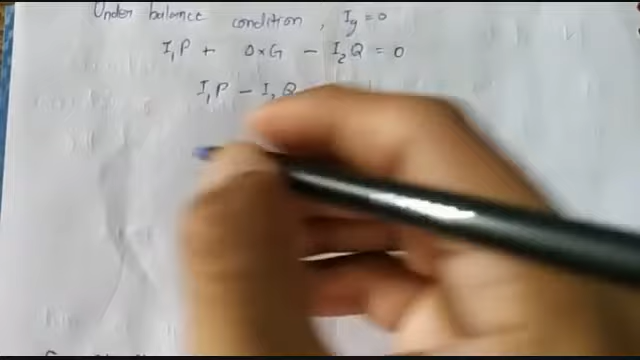 Under balance condition, Ig = 0
I₁P + 0×G - I₂Q = 0
I₁P - I₂Q